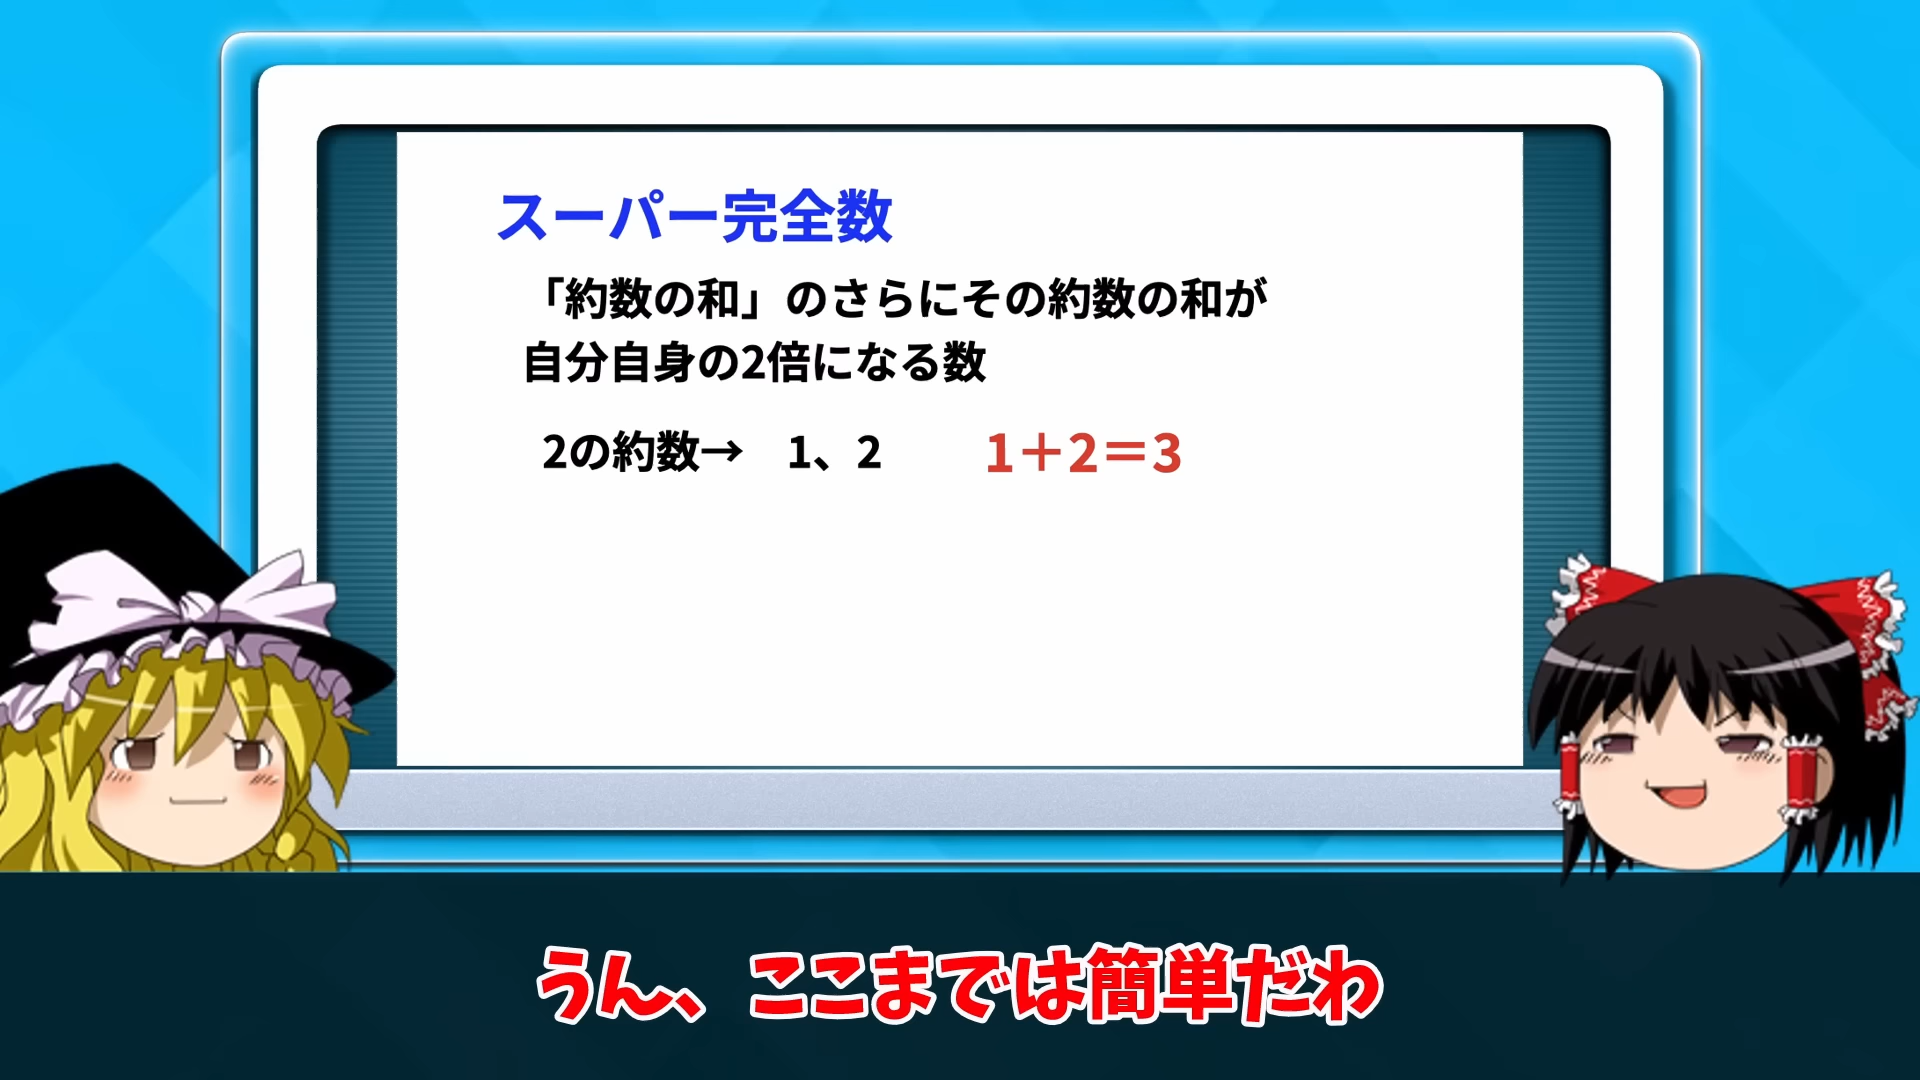 スーパー完全数
「約数の和」のさらにその約数の和が
自分自身の2倍になる数
2の約数→　1、2　　1＋2＝3
うん、ここまでは簡単だわ